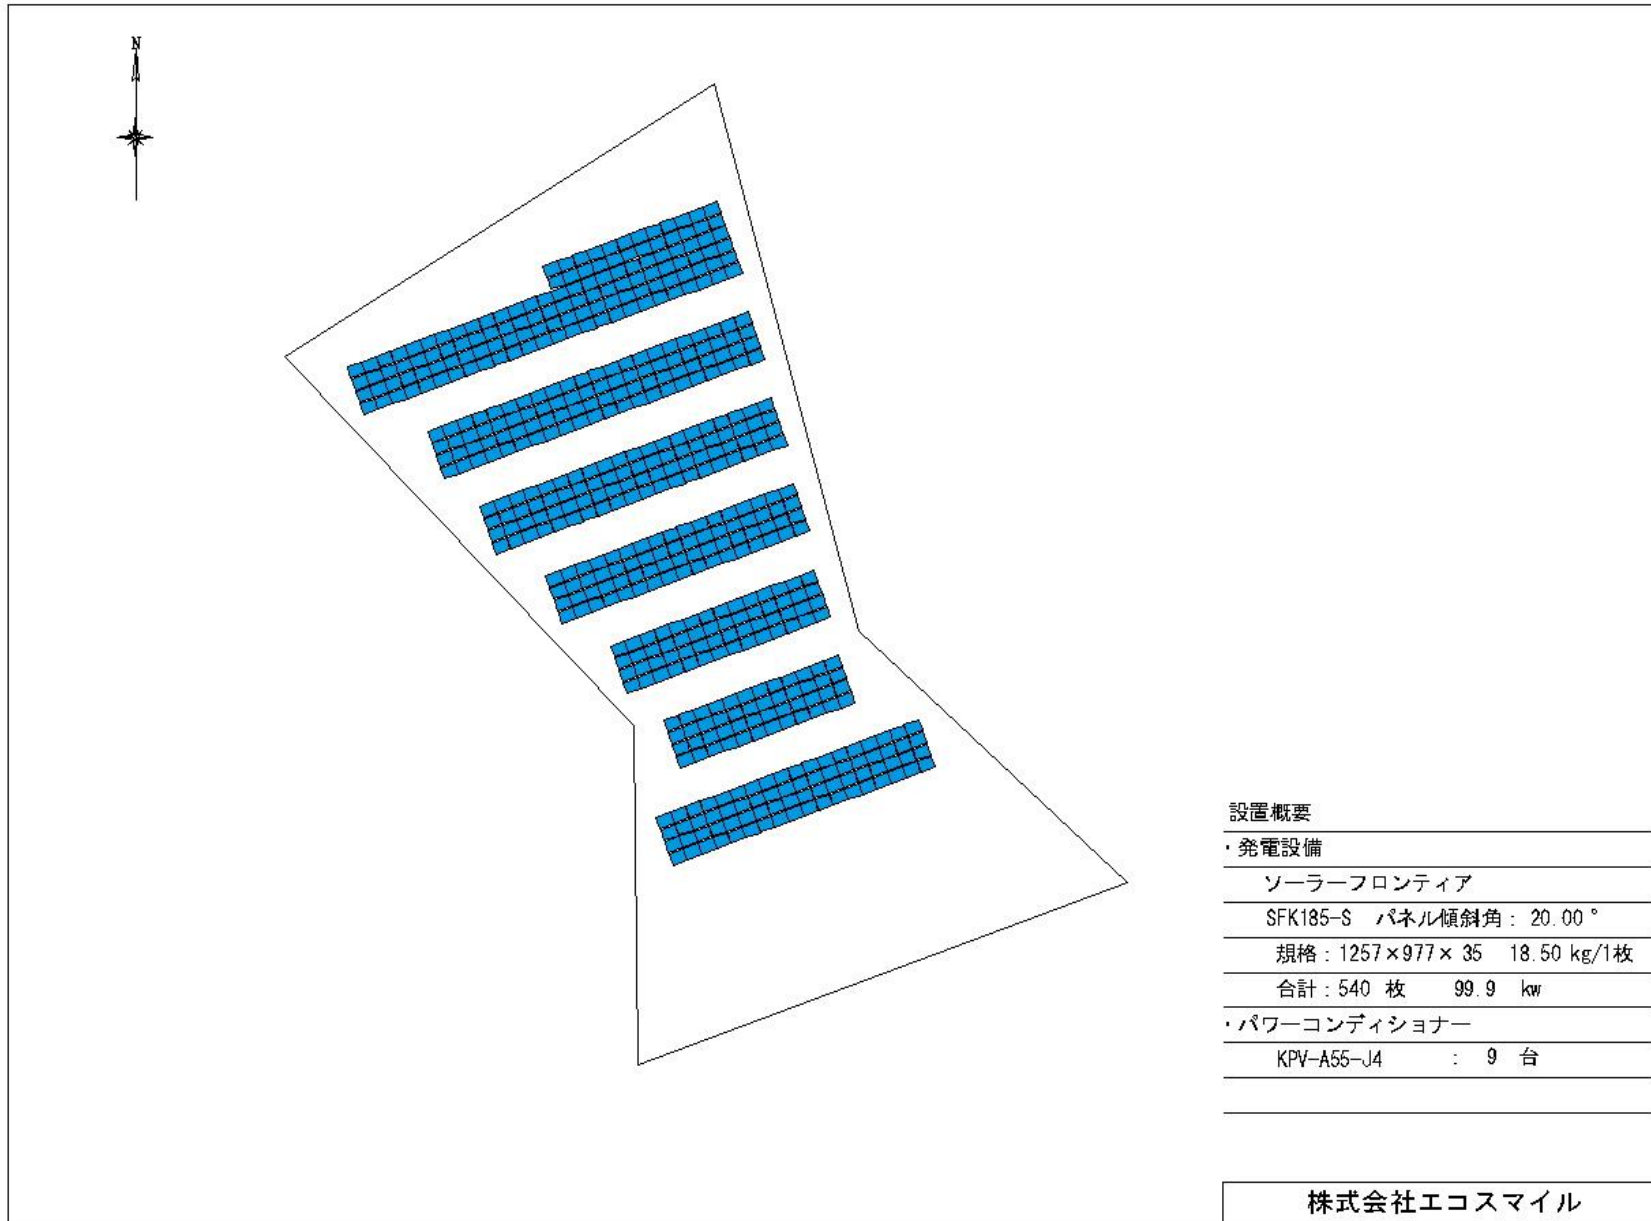 N
設置概要
・発電設備
ソーラーフロンティア
SFK185-S パネル傾斜角 : 20.00 °
規格 : 1257×977× 35 18.50 kg/1枚
合計 : 540 枚 99.9 kw
・パワーコンディショナー
KPV-A55-J4 : 9 台
株式会社エコスマイル